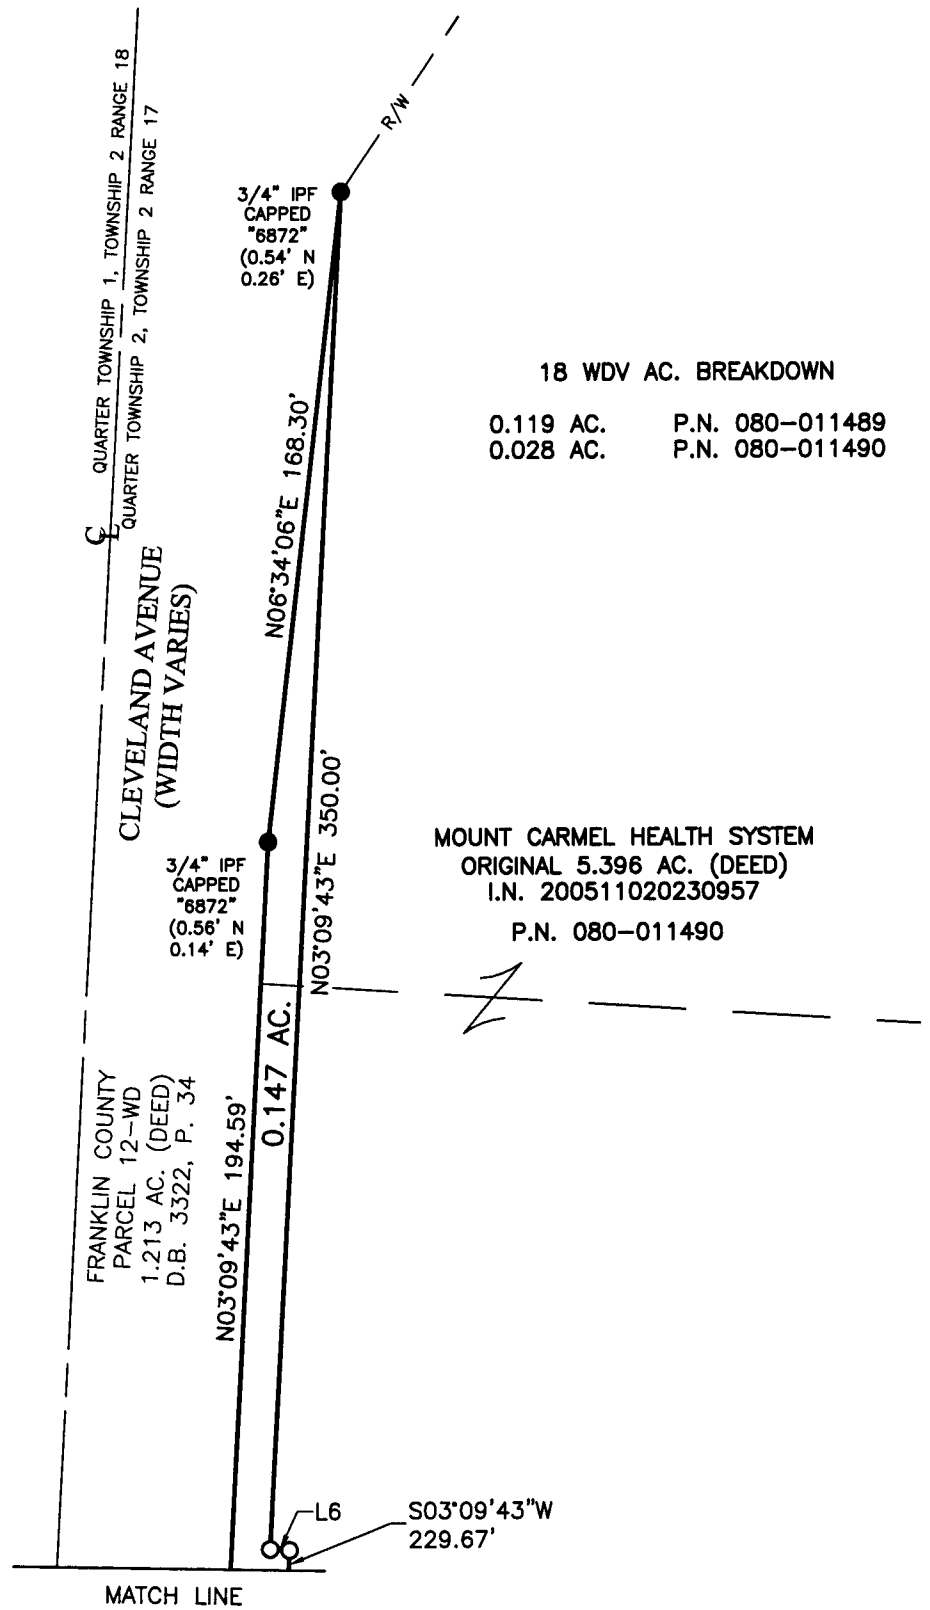 QUARTER TOWNSHIP 1, TOWNSHIP 2 RANGE 18
QUARTER TOWNSHIP 2, TOWNSHIP 2 RANGE 17
R/W
3/4" IPF
CAPPED
"6872"
(0.54' N
0.26' E)
18 WDV AC. BREAKDOWN
0.119 AC. P.N. 080-011489
0.028 AC. P.N. 080-011490
N06°34'06"E 168.30'
℄
CLEVELAND AVENUE
(WIDTH VARIES)
N03°09'43"E 350.00'
3/4" IPF
CAPPED
"6872"
(0.56' N
0.14' E)
MOUNT CARMEL HEALTH SYSTEM
ORIGINAL 5.396 AC. (DEED)
I.N. 200511020230957
P.N. 080-011490
0.147 AC.
FRANKLIN COUNTY
PARCEL 12-WD
1.213 AC. (DEED)
D.B. 3322, P. 34
N03°09'43"E 194.59'
L6
S03°09'43"W
229.67'
MATCH LINE